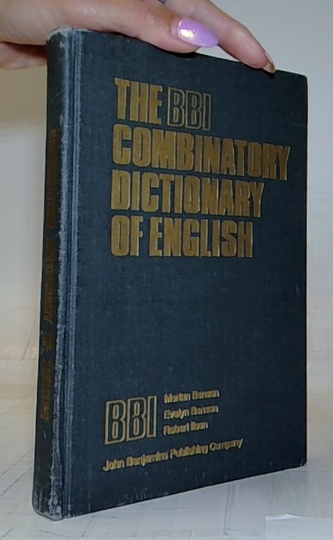 THE BBI
COMBINATORY
DICTIONARY
OF ENGLISH
BBI
Morton Benson
Evelyn Benson
Robert Ilson
John Benjamins Publishing Company